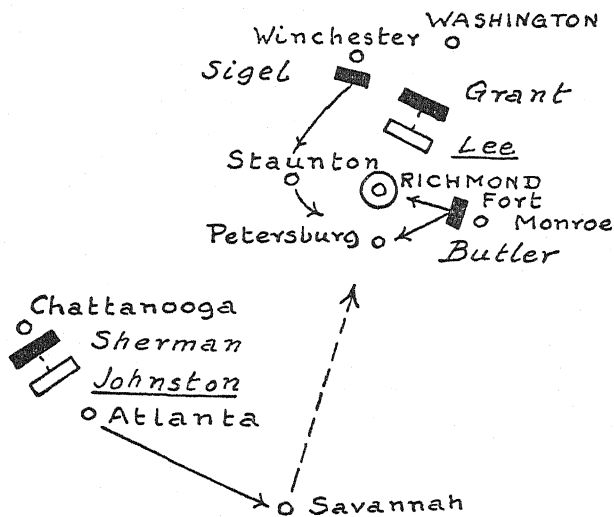 WASHINGTON
Winchester
Sigel
Grant
Lee
Staunton
RICHMOND
Fort
Monroe
Petersburg
Butler
Chattanooga
Sherman
Johnston
Atlanta
Savannah